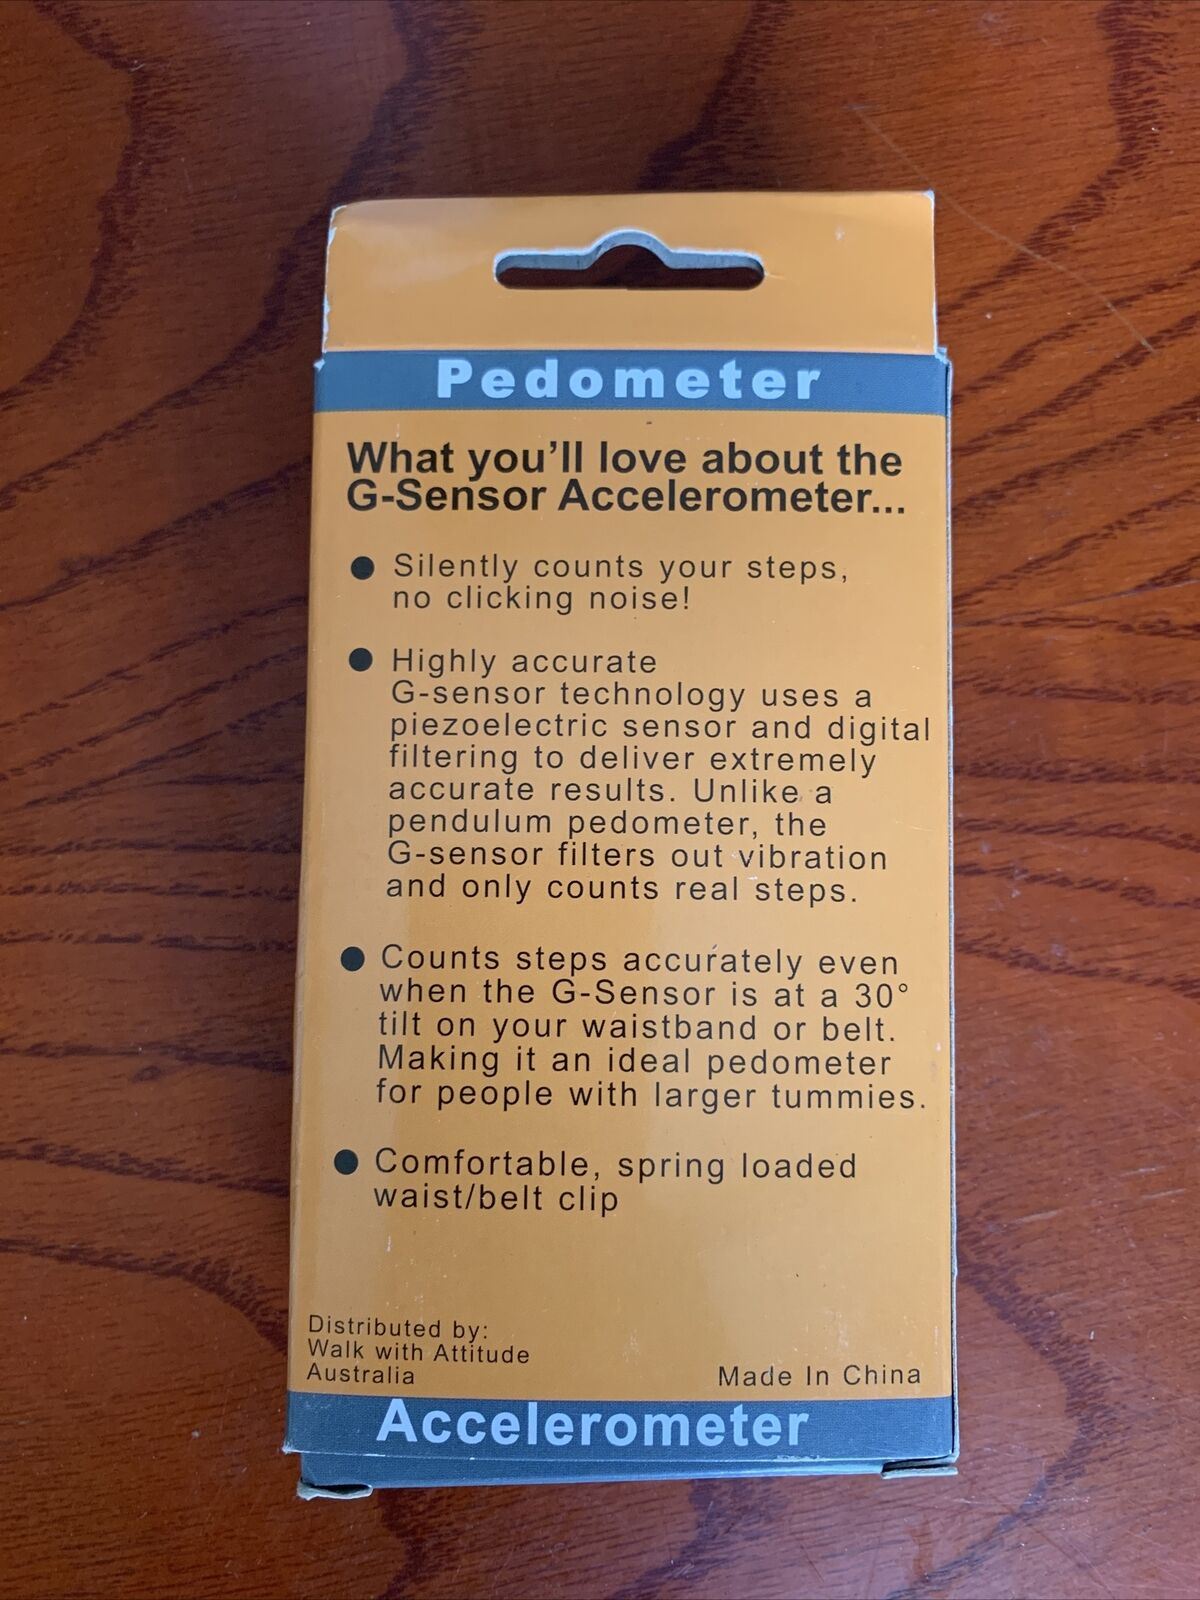 Pedometer
What you'll love about the
G-Sensor Accelerometer...
● Silently counts your steps,
no clicking noise!
● Highly accurate
G-sensor technology uses a
piezoelectric sensor and digital
filtering to deliver extremely
accurate results. Unlike a
pendulum pedometer, the
G-sensor filters out vibration
and only counts real steps.
● Counts steps accurately even
when the G-Sensor is at a 30°
tilt on your waistband or belt.
Making it an ideal pedometer
for people with larger tummies.
● Comfortable, spring loaded
waist/belt clip
Distributed by:
Walk with Attitude
Australia
Made In China
Accelerometer